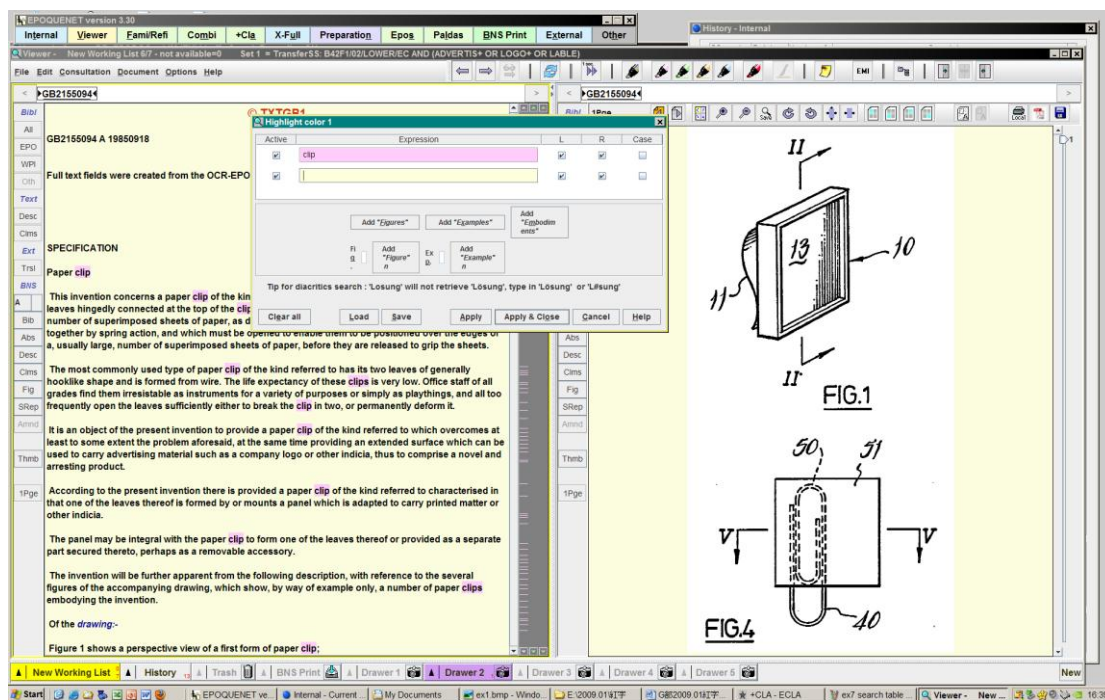 EPOQUENET version 3.30
Internal Viewer Fami/Refi Combi +Cla X-Full Preparation Epos Paldas BNS Print External Other
History - Internal
Viewer - New Working List 6/7 - not available=0 Set 1 = TransferSS: B42F1/02/LOWER/EC AND (ADVERTIS+ OR LOGO+ OR LABLE)
File Edit Consultation Document Options Help
EMI
GB2155094
GB2155094
Bibl
All
EPO
WPI
Oth
Text
Desc
Clms
Ext
Trsl
BNS
A
Bib
Abs
Desc
Clms
Fig
SRep
Amnd
Thmb
1Pge
TXTGB1
GB2155094 A 19850918
Full text fields were created from the OCR-EPO
SPECIFICATION
Paper clip
This invention concerns a paper clip of the kin
leaves hingedly connected at the top of the clip
number of superimposed sheets of paper, as d
together by spring action, and which must be opened to enable them to be positioned over the edges of
a, usually large, number of superimposed sheets of paper, before they are released to grip the sheets.
The most commonly used type of paper clip of the kind referred to has its two leaves of generally
hooklike shape and is formed from wire. The life expectancy of these clips is very low. Office staff of all
grades find them irresistable as instruments for a variety of purposes or simply as playthings, and all too
frequently open the leaves sufficiently either to break the clip in two, or permanently deform it.
It is an object of the present invention to provide a paper clip of the kind referred to which overcomes at
least to some extent the problem aforesaid, at the same time providing an extended surface which can be
used to carry advertising material such as a company logo or other indicia, thus to comprise a novel and
arresting product.
According to the present invention there is provided a paper clip of the kind referred to characterised in
that one of the leaves thereof is formed by or mounts a panel which is adapted to carry printed matter or
other indicia.
The panel may be integral with the paper clip to form one of the leaves thereof or provided as a separate
part secured thereto, perhaps as a removable accessory.
The invention will be further apparent from the following description, with reference to the several
figures of the accompanying drawing, which show, by way of example only, a number of paper clips
embodying the invention.
Of the drawing:-
Figure 1 shows a perspective view of a first form of paper clip;
Highlight color 1
Active Expression L R Case
clip
Add "Figures" Add "Examples" Add "Embodim ents"
Fi g. Add "Figure" n Ex p. Add "Example" n
Tip for diacritics search : 'Losung' will not retrieve 'Lösung', type in 'Lösung' or 'L#sung'
Clear all Load Save Apply Apply & Close Cancel Help
Bibl 1Pge
Local
Abs
Desc
Clms
Fig
SRep
Amnd
Thmb
1Pge
1
II
13
10
11
II
FIG.1
50 51
V V
40
FIG.4
New Working List History Trash BNS Print Drawer 1 Drawer 2 Drawer 3 Drawer 4 Drawer 5 New
Start EPOQUENET ve... Internal - Current ... My Documents ex1.bmp - Windo... ex7 search table ... Viewer - New ...
+CLA - ECLA